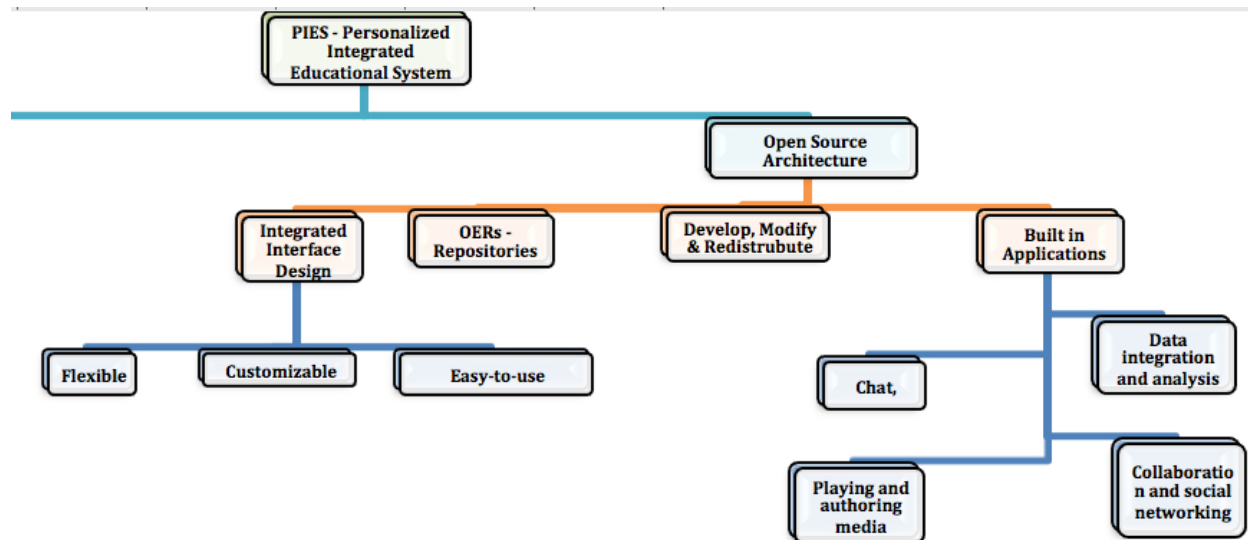 PIES - Personalized
Integrated
Educational System
Open Source
Architecture
Integrated
Interface
Design
OERs -
Repositories
Develop, Modify
& Redistrubute
Built in
Applications
Flexible
Customizable
Easy-to-use
Chat,
Data
integration
and analysis
Playing and
authoring
media
Collaboratio
n and social
networking